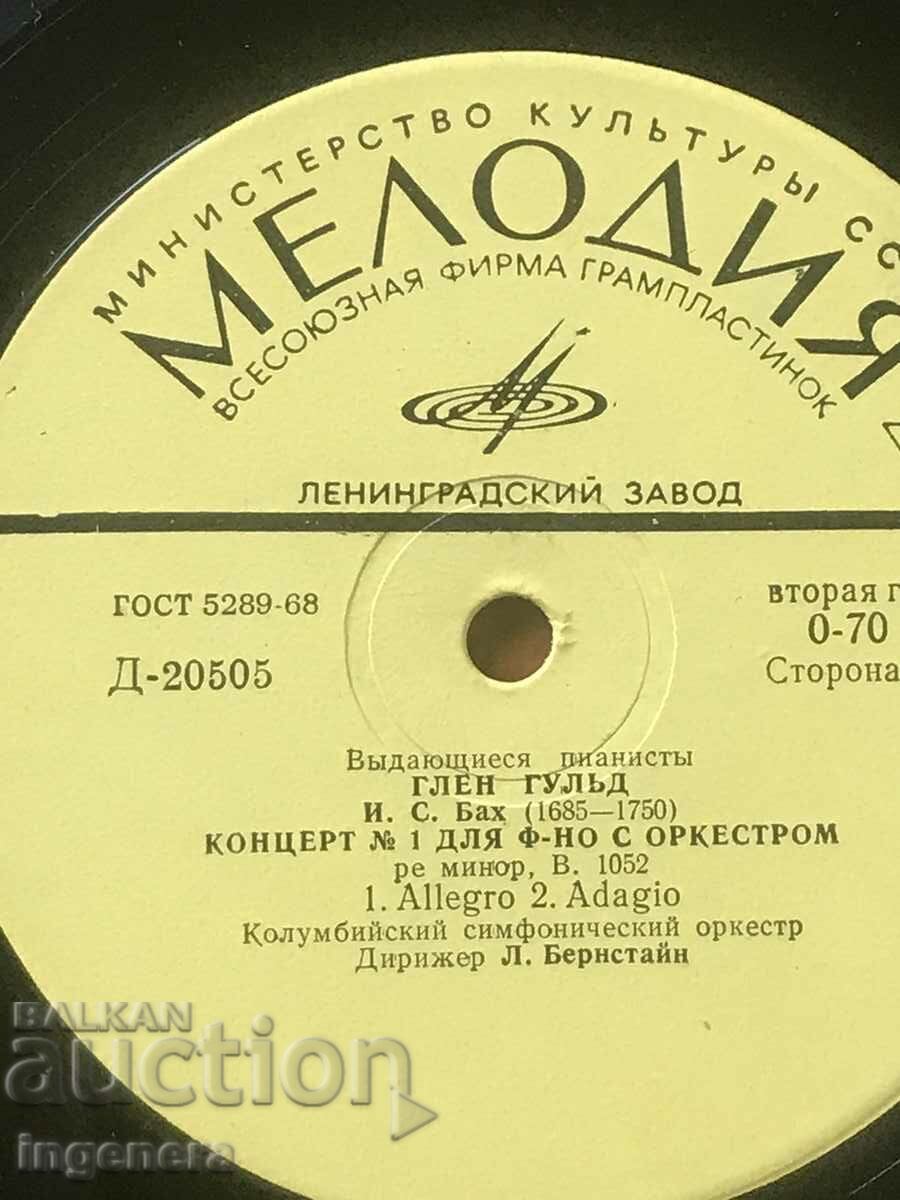 МИНИСТЕРСТВО КУЛЬТУРЫ СС
МЕЛОДИЯ
ВСЕСОЮЗНАЯ ФИРМА ГРАМПЛАСТИНОК
ЛЕНИНГРАДСКИЙ ЗАВОД
ГОСТ 5289-68
вторая г
0-70
Д-20505
Сторона
Выдающиеся пианисты
ГЛЕН ГУЛЬД
И. С. Бах (1685—1750)
КОНЦЕРТ № 1 ДЛЯ Ф-НО С ОРКЕСТРОМ
ре минор, В. 1052
1. Allegro 2. Adagio
Колумбийский симфонический оркестр
Дирижер Л. Бернстайн
BALKAN
auction
ingenera